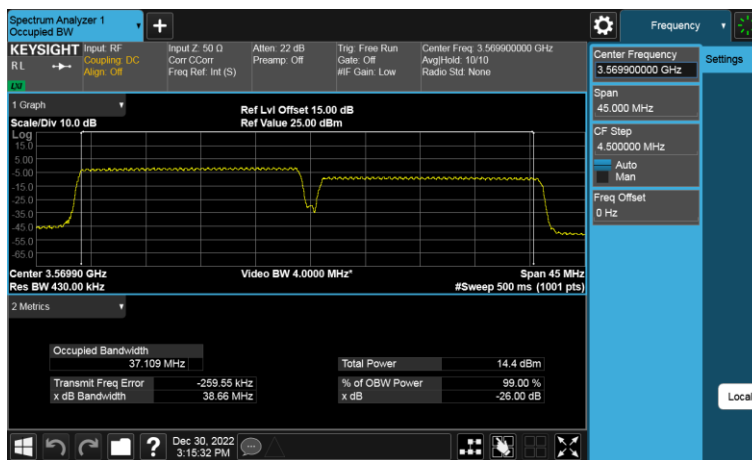 Spectrum Analyzer 1
Occupied BW
Frequency
KEYSIGHT
RL
LXI
Input: RF
Coupling: DC
Align: Off
Input Z: 50 Ω
Corr CCorr
Freq Ref: Int (S)
Atten: 22 dB
Preamp: Off
Trig: Free Run
Gate: Off
#IF Gain: Low
Center Freq: 3.569900000 GHz
Avg|Hold: 10/10
Radio Std: None
Center Frequency
3.569900000 GHz
Span
45.000 MHz
CF Step
4.500000 MHz
Auto
Man
Freq Offset
0 Hz
Settings
Local
1 Graph
Scale/Div 10.0 dB
Ref Lvl Offset 15.00 dB
Ref Value 25.00 dBm
Log
15.0
5.00
-5.00
-15.0
-25.0
-35.0
-45.0
-55.0
-65.0
Center 3.56990 GHz
Res BW 430.00 kHz
Video BW 4.0000 MHz*
Span 45 MHz
#Sweep 500 ms (1001 pts)
2 Metrics
Occupied Bandwidth
37.109 MHz
Transmit Freq Error -259.55 kHz
x dB Bandwidth 38.66 MHz
Total Power 14.4 dBm
% of OBW Power 99.00 %
x dB -26.00 dB
?
Dec 30, 2022
3:15:32 PM